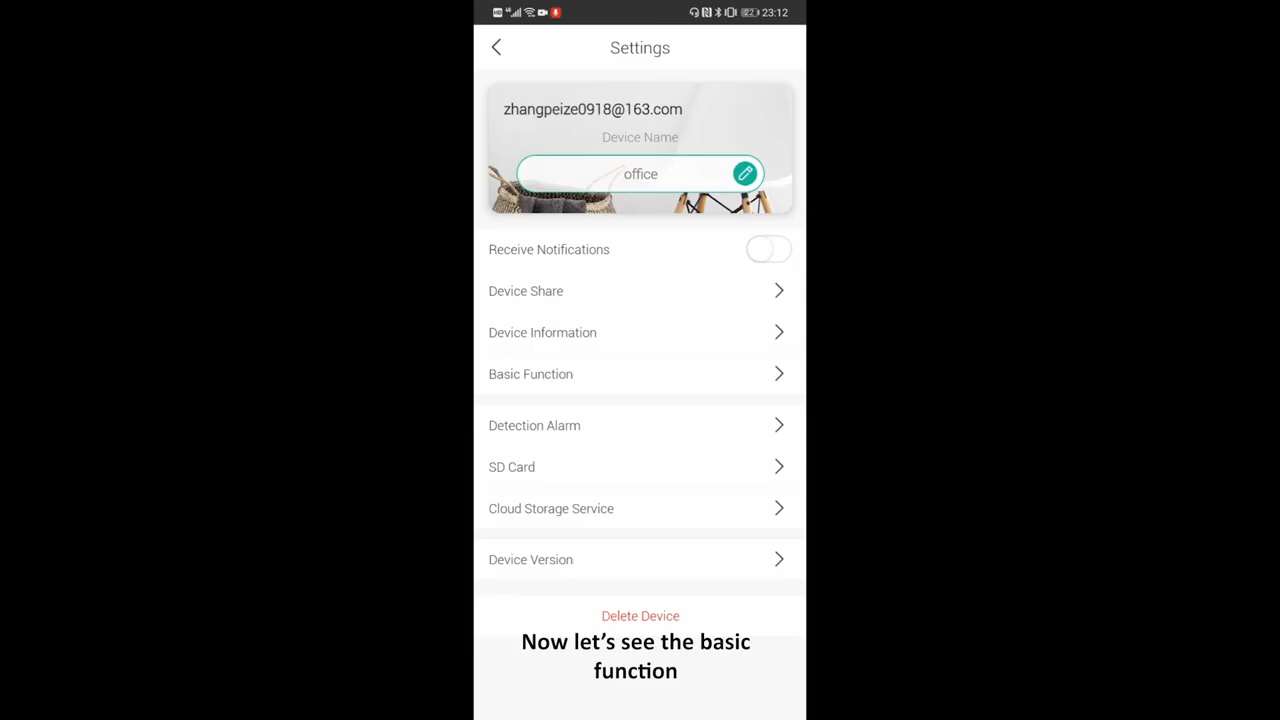 23:12
Settings
zhangpeize0918@163.com
Device Name
office
Receive Notifications
Device Share
Device Information
Basic Function
Detection Alarm
SD Card
Cloud Storage Service
Device Version
Delete Device
Now let's see the basic
function